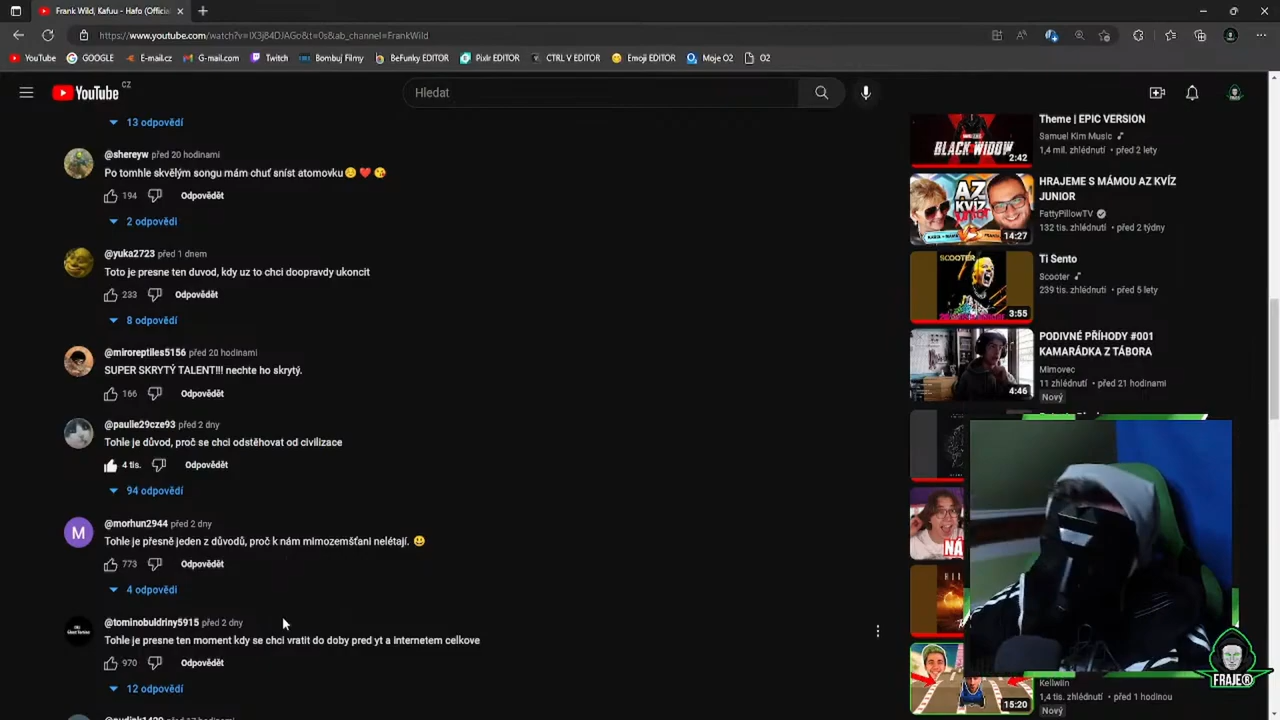 Frank Wild, Kafuu - Hafo (Officia
https://www.youtube.com/watch?v=IX3j84DJAGo&t=0s&ab_channel=FrankWild
YouTube
GOOGLE
E-mail.cz
G-mail.com
Twitch
Bombuj Filmy
BeFunky EDITOR
Pixlr EDITOR
CTRL V EDITOR
Emoji EDITOR
Moje O2
O2
YouTube CZ
Hledat
13 odpovědí
@shereyw před 20 hodinami
Po tomhle skvělým songu mám chuť sníst atomovku
194 Odpovědět
2 odpovědi
@yuka2723 před 1 dnem
Toto je presne ten duvod, kdy uz to chci doopravdy ukoncit
233 Odpovědět
8 odpovědí
@miroreptiles5156 před 20 hodinami
SUPER SKRYTÝ TALENT!!! nechte ho skrytý.
166 Odpovědět
@paulie29cze93 před 2 dny
Tohle je důvod, proč se chci odstěhovat od civilizace
4 tis. Odpovědět
94 odpovědí
M
@morhun2944 před 2 dny
Tohle je přesně jeden z důvodů, proč k nám mimozemšťani nelétají. 😃
773 Odpovědět
4 odpovědi
@tominobuldriny5915 před 2 dny
Tohle je presne ten moment kdy se chci vratit do doby pred yt a internetem celkove
970 Odpovědět
12 odpovědí
BLACK WIDOW
2:42
Theme | EPIC VERSION
Samuel Kim Music
1,4 mil. zhlédnutí • před 2 lety
AZ
KVÍZ
JUNIOR
14:27
HRAJEME S MÁMOU AZ KVÍZ
JUNIOR
FattyPillowTV
132 tis. zhlédnutí • před 2 týdny
SCOOTER
3:55
Ti Sento
Scooter
239 tis. zhlédnutí • před 5 lety
4:46
PODIVNÉ PŘÍHODY #001
KAMARÁDKA Z TÁBORA
Mimovec
11 zhlédnutí • před 21 hodinami
Nový
NÁ
15:20
Kellwiin
1,4 tis. zhlédnutí • před 1 hodinou
Nový
FRAJE®